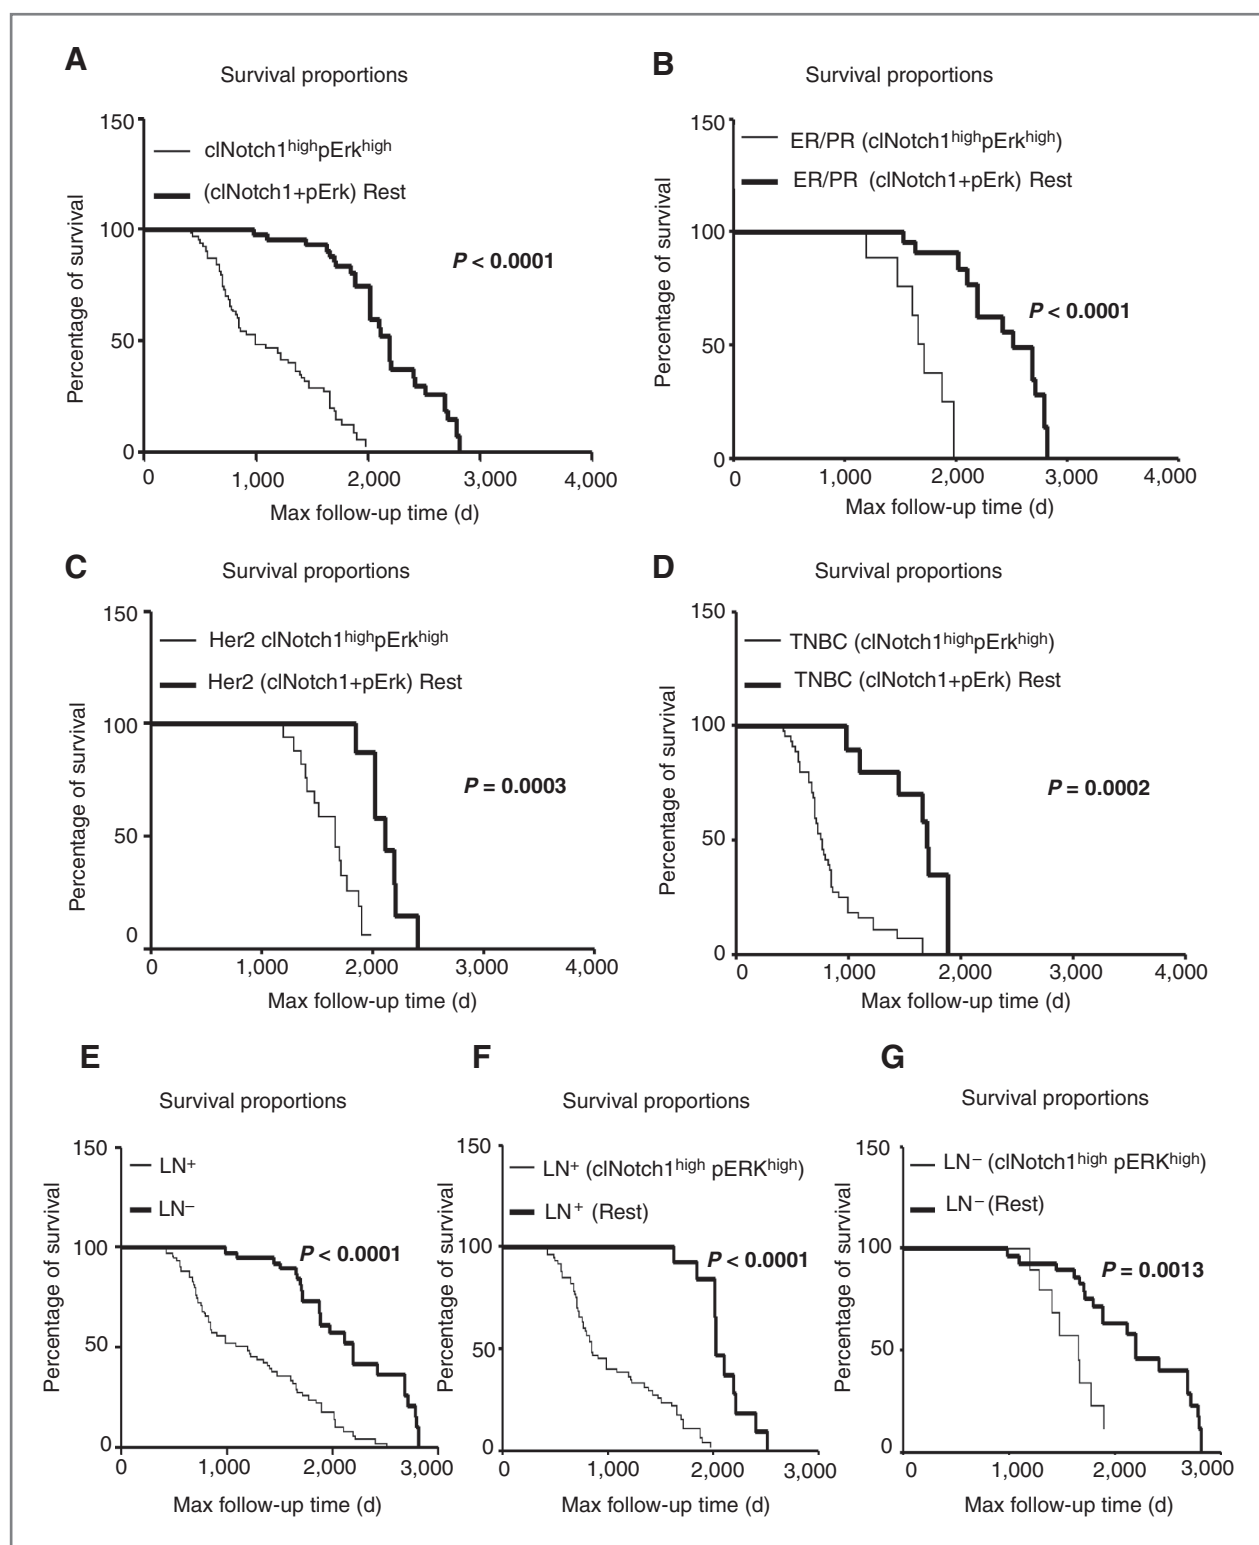 A
Survival proportions
150
clNotch1highpErkhigh
(clNotch1+pErk) Rest
100
P < 0.0001
50
0
Percentage of survival
0 1,000 2,000 3,000 4,000
Max follow-up time (d)
B
Survival proportions
150
ER/PR (clNotch1highpErkhigh)
ER/PR (clNotch1+pErk) Rest
100
P < 0.0001
50
0
Percentage of survival
0 1,000 2,000 3,000 4,000
Max follow-up time (d)
C
Survival proportions
150
Her2 clNotch1highpErkhigh
Her2 (clNotch1+pErk) Rest
100
P = 0.0003
50
0
Percentage of survival
0 1,000 2,000 3,000 4,000
Max follow-up time (d)
D
Survival proportions
150
TNBC (clNotch1highpErkhigh)
TNBC (clNotch1+pErk) Rest
100
P = 0.0002
50
0
Percentage of survival
0 1,000 2,000 3,000 4,000
Max follow-up time (d)
E
Survival proportions
150
LN+
LN–
100
P < 0.0001
50
0
Percentage of survival
0 1,000 2,000 3,000
Max follow-up time (d)
F
Survival proportions
150
LN+ (clNotch1high pERKhigh)
LN+ (Rest)
100
P < 0.0001
50
0
Percentage of survival
0 1,000 2,000 3,000
Max follow-up time (d)
G
Survival proportions
150
LN– (clNotch1high pERKhigh)
LN– (Rest)
100
P = 0.0013
50
0
Percentage of survival
0 1,000 2,000 3,000
Max follow-up time (d)